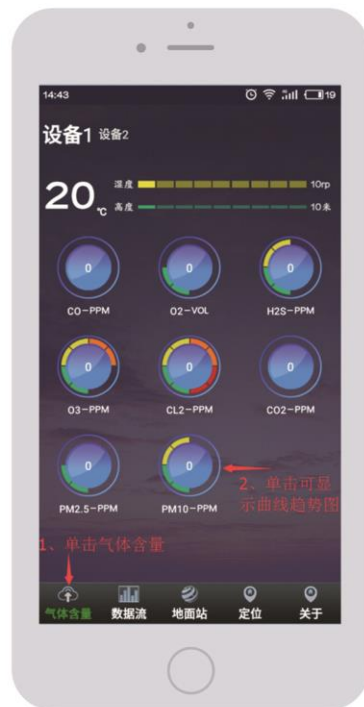 14:43 19
设备1 设备2
20℃
湿度 10rp
高度 10米
0 0 0
CO-PPM O2-VOL H2S-PPM
0 0 0
O3-PPM CL2-PPM CO2-PPM
0 0
PM2.5-PPM PM10-PPM
2、单击可显
示曲线趋势图
1、单击气体含量
气体含量 数据流 地面站 定位 关于